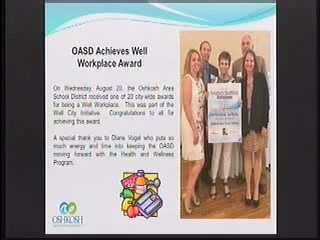 OASD Achieves Well
Workplace Award
On Wednesday, August 20, the Oshkosh Area
School District received one of 20 city-wide awards
for being a Well Workplace. This was part of the
Well City Initiative. Congratulations to all for
achieving this award.
A special thank you to Diane Vogel who puts so
much energy and time into keeping the OASD
moving forward with the Health and Wellness
Program.
OSHKOSH